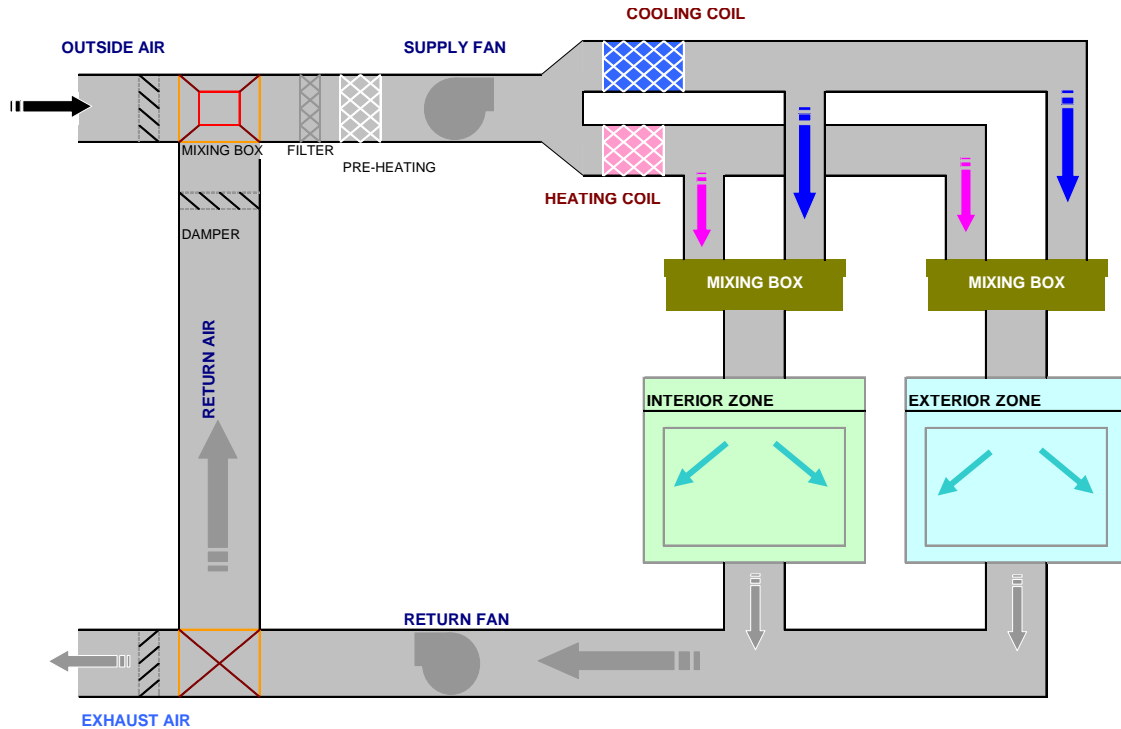 COOLING COIL
OUTSIDE AIR
SUPPLY FAN
MIXING BOX
FILTER
PRE-HEATING
HEATING COIL
DAMPER
MIXING BOX
MIXING BOX
RETURN AIR
INTERIOR ZONE
EXTERIOR ZONE
RETURN FAN
EXHAUST AIR